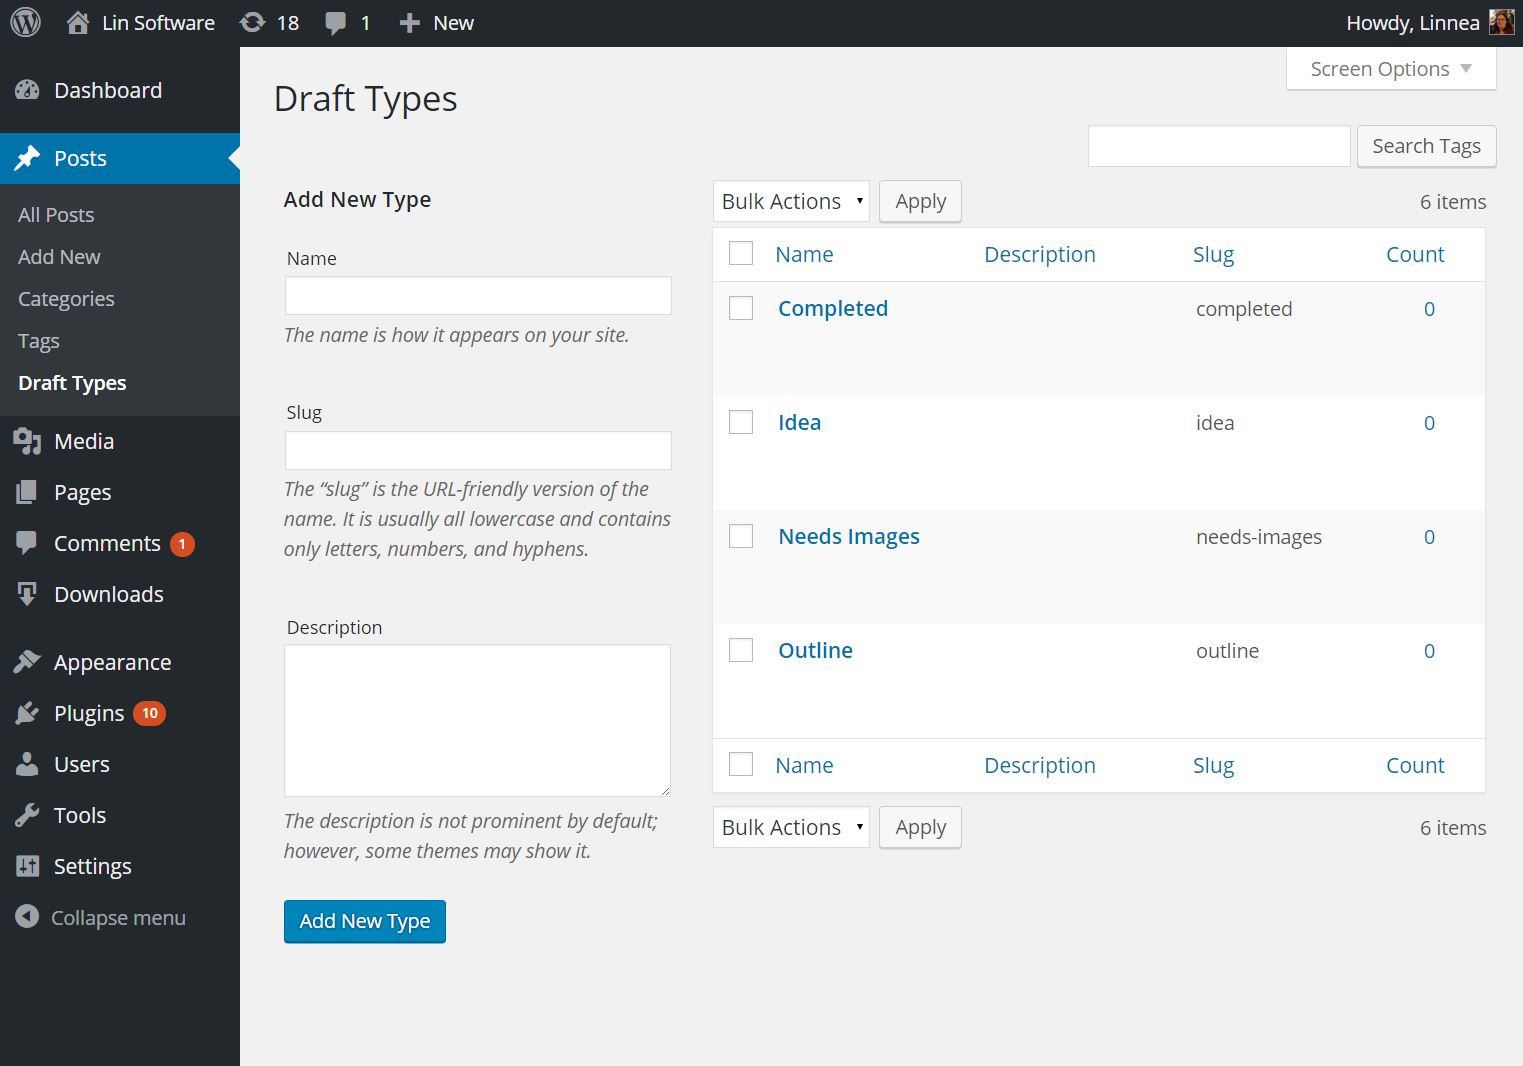 Lin Software 18 1 New Howdy, Linnea
Screen Options
Dashboard
Posts
All Posts
Add New
Categories
Tags
Draft Types
Media
Pages
Comments 1
Downloads
Appearance
Plugins 10
Users
Tools
Settings
Collapse menu
Draft Types
Search Tags
Add New Type
Name
The name is how it appears on your site.
Slug
The “slug” is the URL-friendly version of the
name. It is usually all lowercase and contains
only letters, numbers, and hyphens.
Description
The description is not prominent by default;
however, some themes may show it.
Add New Type
Bulk Actions Apply 6 items
Name Description Slug Count
Completed completed 0
Idea idea 0
Needs Images needs-images 0
Outline outline 0
Name Description Slug Count
Bulk Actions Apply 6 items